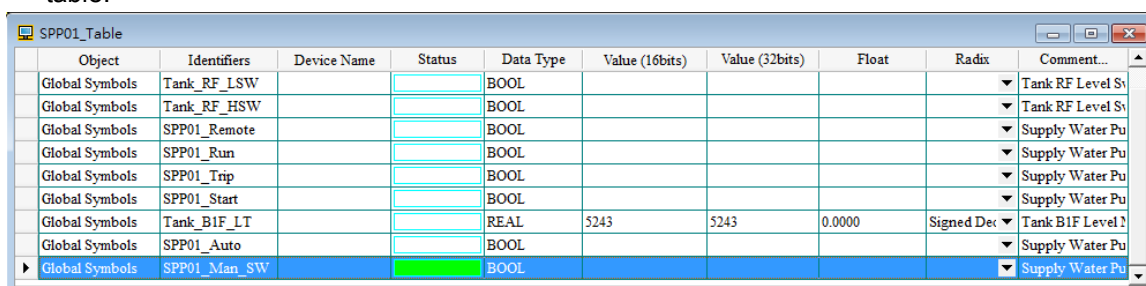 table.
SPP01_Table
Object Identifiers Device Name Status Data Type Value (16bits) Value (32bits) Float Radix Comment...
Global Symbols Tank_RF_LSW BOOL Tank RF Level Sv
Global Symbols Tank_RF_HSW BOOL Tank RF Level Sv
Global Symbols SPP01_Remote BOOL Supply Water Pu
Global Symbols SPP01_Run BOOL Supply Water Pu
Global Symbols SPP01_Trip BOOL Supply Water Pu
Global Symbols SPP01_Start BOOL Supply Water Pu
Global Symbols Tank_B1F_LT REAL 5243 5243 0.0000 Signed Dec Tank B1F Level
Global Symbols SPP01_Auto BOOL Supply Water Pu
Global Symbols SPP01_Man_SW BOOL Supply Water Pu